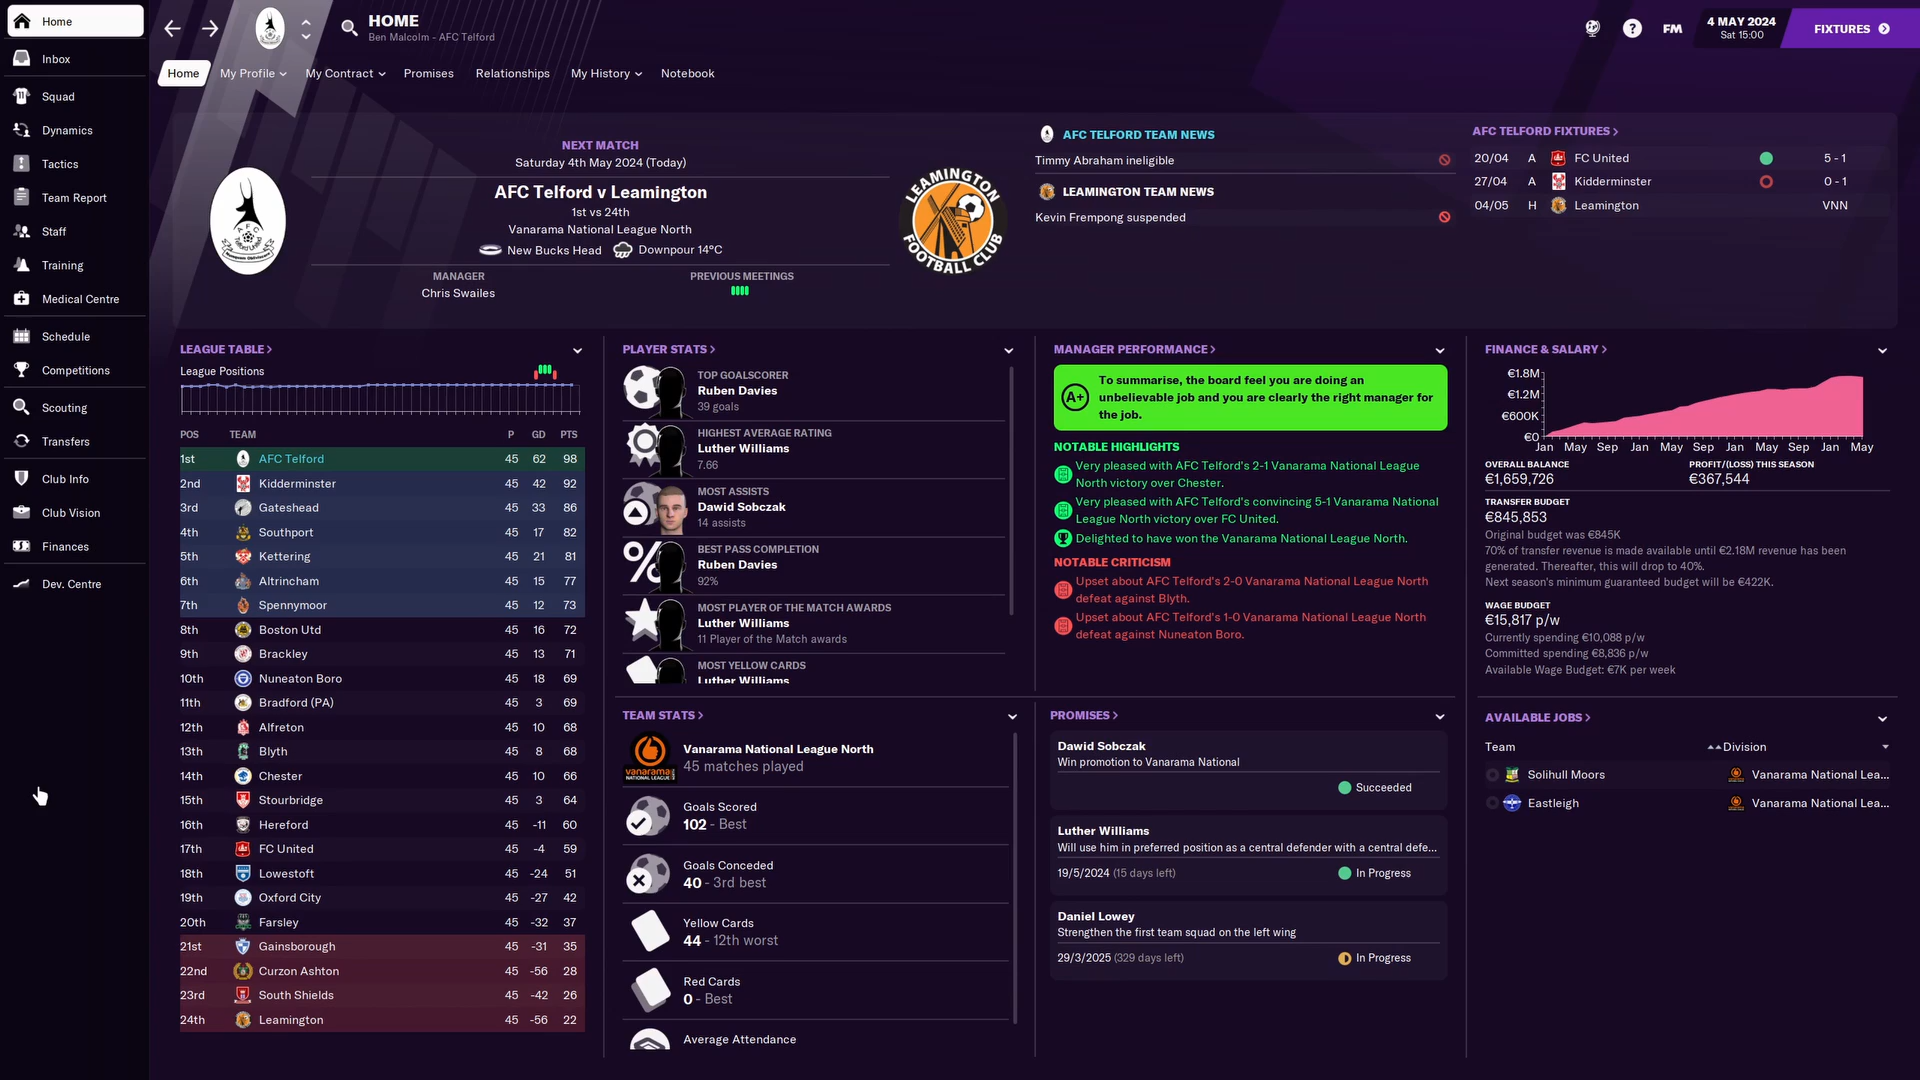 Home
Inbox
Squad
Dynamics
Tactics
Team Report
Staff
Training
Medical Centre
Schedule
Competitions
Scouting
Transfers
Club Info
Club Vision
Finances
Dev. Centre
HOME
Ben Malcolm - AFC Telford
FM
4 MAY 2024
Sat 15:00
FIXTURES
Home My Profile My Contract Promises Relationships My History Notebook
NEXT MATCH
Saturday 4th May 2024 (Today)
AFC Telford v Leamington
1st vs 24th
Vanarama National League North
New Bucks Head Downpour 14°C
MANAGER
Chris Swailes
PREVIOUS MEETINGS
LEAMINGTON
FOOTBALL CLUB
AFC TELFORD TEAM NEWS
Timmy Abraham ineligible
LEAMINGTON TEAM NEWS
Kevin Frempong suspended
AFC TELFORD FIXTURES
20/04 A FC United 5 - 1
27/04 A Kidderminster 0 - 1
04/05 H Leamington VNN
LEAGUE TABLE
League Positions
POS TEAM P GD PTS
1st AFC Telford 45 62 98
2nd Kidderminster 45 42 92
3rd Gateshead 45 33 86
4th Southport 45 17 82
5th Kettering 45 21 81
6th Altrincham 45 15 77
7th Spennymoor 45 12 73
8th Boston Utd 45 16 72
9th Brackley 45 13 71
10th Nuneaton Boro 45 18 69
11th Bradford (PA) 45 3 69
12th Alfreton 45 10 68
13th Blyth 45 8 68
14th Chester 45 10 66
15th Stourbridge 45 3 64
16th Hereford 45 -11 60
17th FC United 45 -4 59
18th Lowestoft 45 -24 51
19th Oxford City 45 -27 42
20th Farsley 45 -32 37
21st Gainsborough 45 -31 35
22nd Curzon Ashton 45 -56 28
23rd South Shields 45 -42 26
24th Leamington 45 -56 22
PLAYER STATS
TOP GOALSCORER
Ruben Davies
39 goals
HIGHEST AVERAGE RATING
Luther Williams
7.66
MOST ASSISTS
Dawid Sobczak
14 assists
BEST PASS COMPLETION
Ruben Davies
92%
MOST PLAYER OF THE MATCH AWARDS
Luther Williams
11 Player of the Match awards
MOST YELLOW CARDS
Luther Williams
TEAM STATS
Vanarama National League North
45 matches played
Goals Scored
102 - Best
Goals Conceded
40 - 3rd best
Yellow Cards
44 - 12th worst
Red Cards
0 - Best
Average Attendance
MANAGER PERFORMANCE
A+
To summarise, the board feel you are doing an
unbelievable job and you are clearly the right manager for
the job.
NOTABLE HIGHLIGHTS
Very pleased with AFC Telford's 2-1 Vanarama National League
North victory over Chester.
Very pleased with AFC Telford's convincing 5-1 Vanarama National
League North victory over FC United.
Delighted to have won the Vanarama National League North.
NOTABLE CRITICISM
Upset about AFC Telford's 2-0 Vanarama National League North
defeat against Blyth.
Upset about AFC Telford's 1-0 Vanarama National League North
defeat against Nuneaton Boro.
PROMISES
Dawid Sobczak
Win promotion to Vanarama National
Succeeded
Luther Williams
Will use him in preferred position as a central defender with a central defe...
19/5/2024 (15 days left) In Progress
Daniel Lowey
Strengthen the first team squad on the left wing
29/3/2025 (329 days left) In Progress
FINANCE & SALARY
€1.8M
€1.2M
€600K
€0
Jan May Sep Jan May Sep Jan May Sep Jan May
OVERALL BALANCE
€1,659,726
PROFIT/(LOSS) THIS SEASON
€367,544
TRANSFER BUDGET
€845,853
Original budget was €845K
70% of transfer revenue is made available until €2.18M revenue has been
generated. Thereafter, this will drop to 40%.
Next season's minimum guaranteed budget will be €422K.
WAGE BUDGET
€15,817 p/w
Currently spending €10,088 p/w
Committed spending €8,836 p/w
Available Wage Budget: €7K per week
AVAILABLE JOBS
Team Division
Solihull Moors Vanarama National Lea...
Eastleigh Vanarama National Lea...